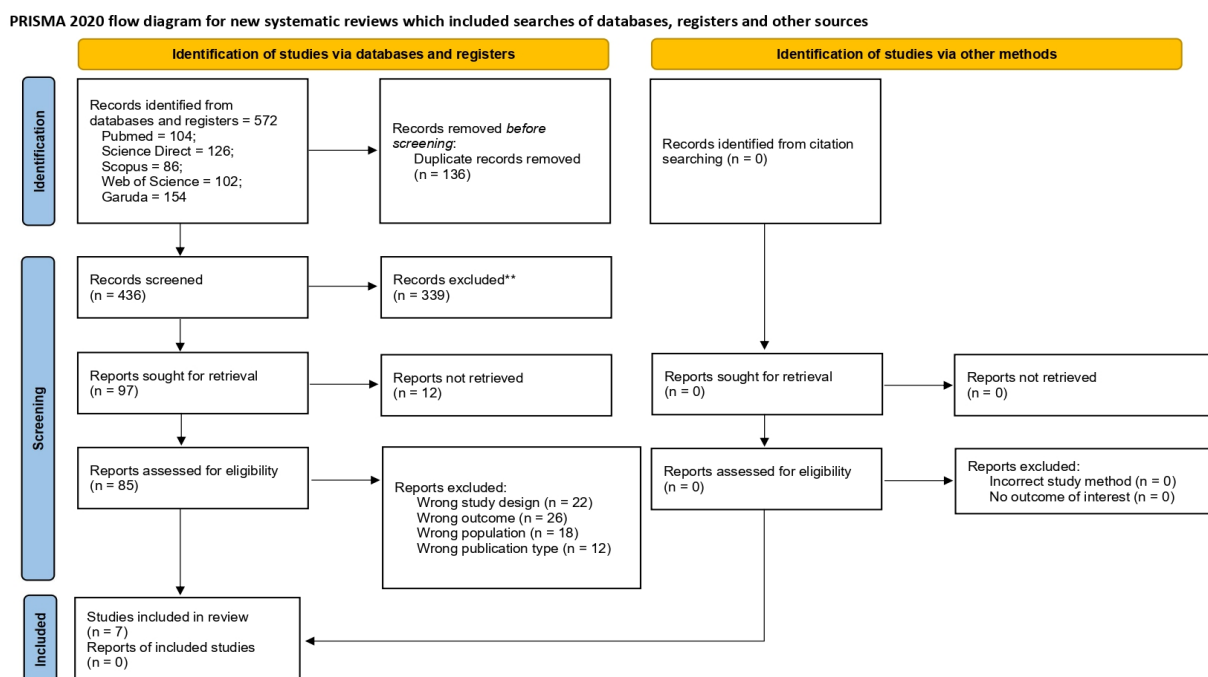 PRISMA 2020 flow diagram for new systematic reviews which included searches of databases, registers and other sources
Identification of studies via databases and registers
Identification of studies via other methods
Identification
Records identified from
databases and registers = 572
Pubmed = 104;
Science Direct = 126;
Scopus = 86;
Web of Science = 102;
Garuda = 154
Records removed before
screening:
Duplicate records removed
(n = 136)
Records identified from citation
searching (n = 0)
Screening
Records screened
(n = 436)
Records excluded**
(n = 339)
Reports sought for retrieval
(n = 97)
Reports not retrieved
(n = 12)
Reports sought for retrieval
(n = 0)
Reports not retrieved
(n = 0)
Reports assessed for eligibility
(n = 85)
Reports excluded:
Wrong study design (n = 22)
Wrong outcome (n = 26)
Wrong population (n = 18)
Wrong publication type (n = 12)
Reports assessed for eligibility
(n = 0)
Reports excluded:
Incorrect study method (n = 0)
No outcome of interest (n = 0)
Included
Studies included in review
(n = 7)
Reports of included studies
(n = 0)